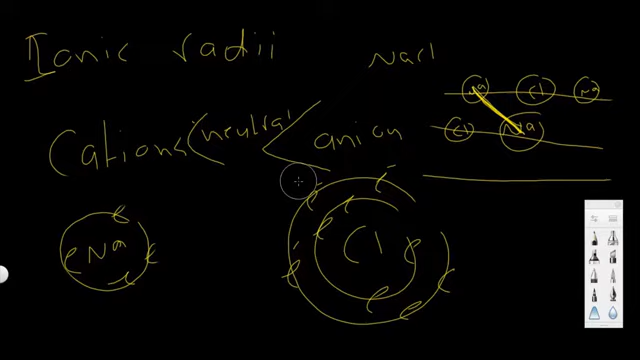 Ionic radii
Nacl
Na Cl Na
Cl Na
Cations < neutral < anion
Na
Cl